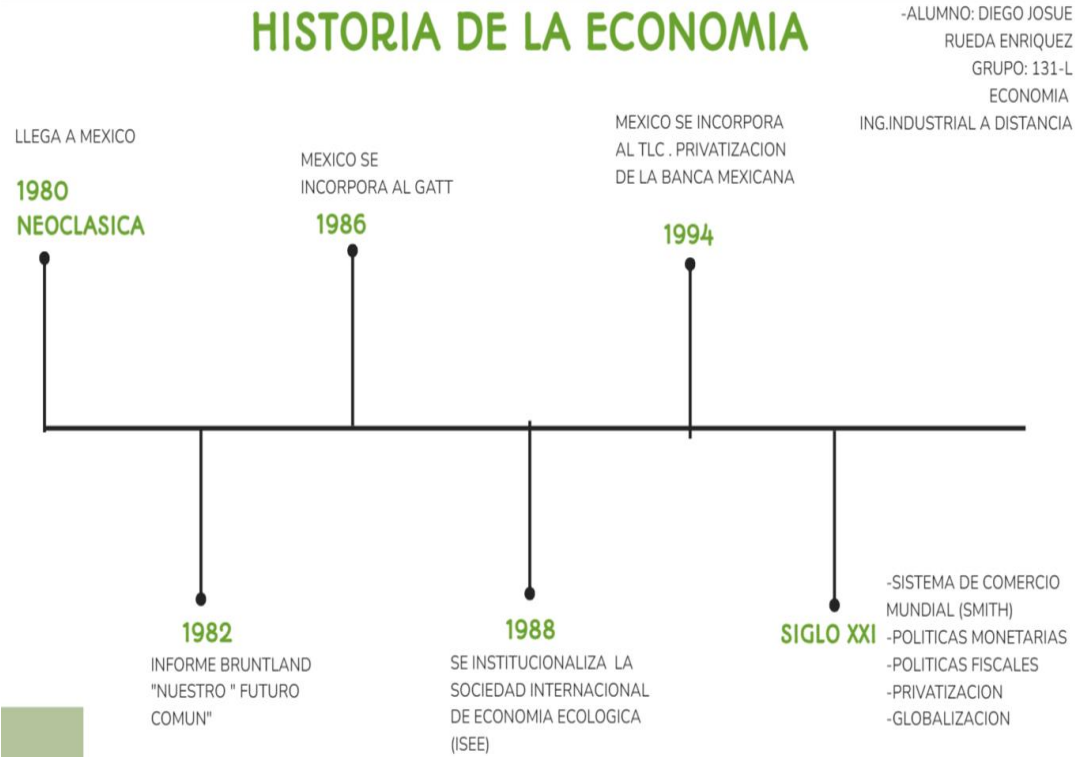 HISTORIA DE LA ECONOMIA
-ALUMNO: DIEGO JOSUE
RUEDA ENRIQUEZ
GRUPO: 131-L
ECONOMIA
ING.INDUSTRIAL A DISTANCIA
LLEGA A MEXICO
1980
NEOCLASICA
MEXICO SE
INCORPORA AL GATT
1986
MEXICO SE INCORPORA
AL TLC . PRIVATIZACION
DE LA BANCA MEXICANA
1994
1982
INFORME BRUNTLAND
"NUESTRO " FUTURO
COMUN"
1988
SE INSTITUCIONALIZA LA
SOCIEDAD INTERNACIONAL
DE ECONOMIA ECOLOGICA
(ISEE)
SIGLO XXI
-SISTEMA DE COMERCIO
MUNDIAL (SMITH)
-POLITICAS MONETARIAS
-POLITICAS FISCALES
-PRIVATIZACION
-GLOBALIZACION